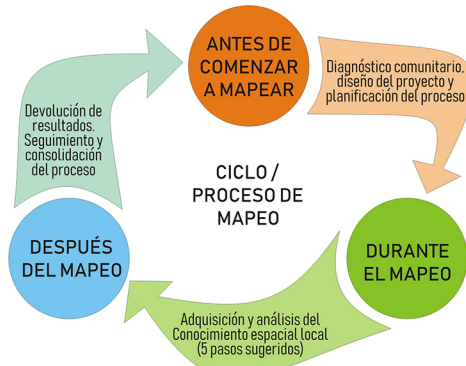 ANTES DE
COMENZAR
A MAPEAR
Diagnóstico comunitario,
diseño del proyecto y
planificación del proceso
Devolución de
resultados.
Seguimiento y
consolidación
del proceso
CICLO /
PROCESO DE
MAPEO
DESPUÉS
DEL MAPEO
DURANTE
EL MAPEO
Adquisición y análisis del
Conocimiento espacial local
(5 pasos sugeridos)